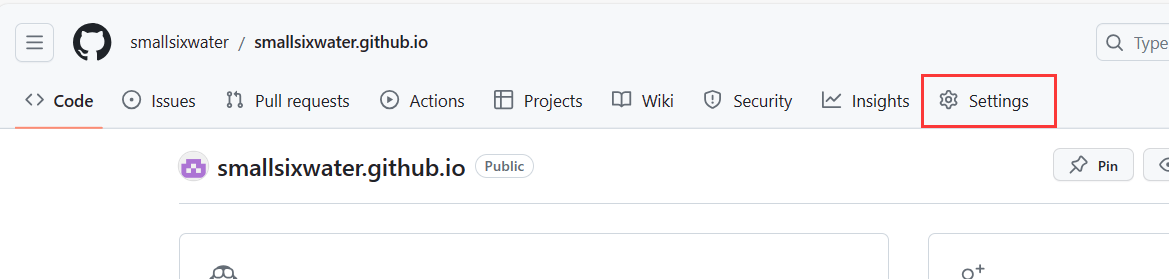 smallsixwater / smallsixwater.github.io
Type
Code Issues Pull requests Actions Projects Wiki Security Insights Settings
smallsixwater.github.io Public
Pin